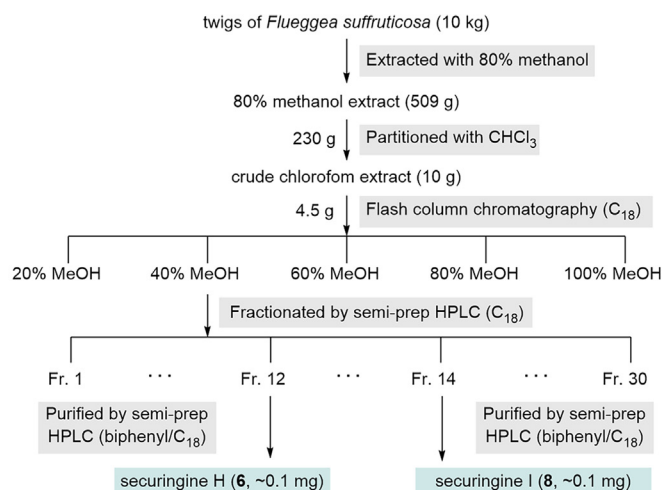 twigs of Flueggea suffruticosa (10 kg)
Extracted with 80% methanol
80% methanol extract (509 g)
230 g
Partitioned with CHCl₃
crude chlorofom extract (10 g)
4.5 g
Flash column chromatography (C₁₈)
20% MeOH
40% MeOH
60% MeOH
80% MeOH
100% MeOH
Fractionated by semi-prep HPLC (C₁₈)
Fr. 1
···
Fr. 12
···
Fr. 14
···
Fr. 30
Purified by semi-prep
HPLC (biphenyl/C₁₈)
Purified by semi-prep
HPLC (biphenyl/C₁₈)
securingine H (6, ~0.1 mg)
securingine I (8, ~0.1 mg)